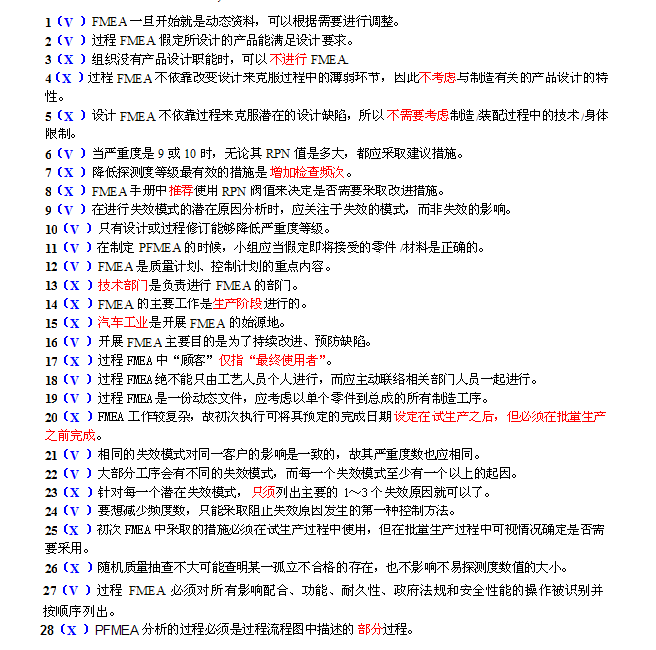 1（V ）FMEA 一旦开始就是动态资料，可以根据需要进行调整。
2（V ）过程 FMEA 假定所设计的产品能满足设计要求。
3（X ）组织没有产品设计职能时，可以 不进行 FMEA.
4（X ）过程 FMEA 不依靠改变设计来克服过程中的薄弱环节，因此不考虑与制造有关的产品设计的特
性。
5（X ）设计 FMEA 不依靠过程来克服潜在的设计缺陷，所以 不需要考虑制造 /装配过程中的技术 /身体
限制。
6（V ）当严重度是 9 或 10 时，无论其 RPN 值是多大，都应采取建议措施。
7（X ）降低探测度等级最有效的措施是 增加检查频次。
8（X ）FMEA 手册中推荐使用 RPN 阀值来决定是否需要采取改进措施。
9（V ）在进行失效模式的潜在原因分析时，应关注于失效的模式，而非失效的影响。
10（V ）只有设计或过程修订能够降低严重度等级。
11（V ）在制定 PFMEA 的时候，小组应当假定即将接受的零件 /材料是正确的。
12（V ）FMEA 是质量计划、控制计划的重点内容。
13（X ）技术部门是负责进行 FMEA 的部门。
14（X ）FMEA 的主要工作是生产阶段进行的。
15（X ）汽车工业是开展 FMEA 的始源地。
16（V ）开展 FMEA 主要目的是为了持续改进、预防缺陷。
17（X ）过程 FMEA 中“顾客”仅指“最终使用者”。
18（V ）过程 FMEA 绝不能只由工艺人员个人进行，而应主动联络相关部门人员一起进行。
19（V ）过程 FMEA 是一份动态文件，应考虑以单个零件到总成的所有制造工序。
20（X ）FMEA 工作较复杂，故初次执行可将其预定的完成日期 设定在试生产之后，但必须在批量生产
之前完成。
21（V ）相同的失效模式对同一客户的影响是一致的，故其严重度数也应相同。
22（V ）大部分工序会有不同的失效模式，而每一个失效模式至少有一个以上的起因。
23（X ）针对每一个潜在失效模式， 只须列出主要的 1～3 个失效原因就可以了。
24（V ）要想减少频度数，只能采取阻止失效原因发生的第一种控制方法。
25（X ）初次 FMEA 中采取的措施必须在试生产过程中使用，但在批量生产过程中可视情况确定是否需
要采用。
26（X ）随机质量抽查不大可能查明某一孤立不合格的存在，也不影响不易探测度数值的大小。
27（V ）过程 FMEA 必须对所有影响配合、功能、耐久性、政府法规和安全性能的操作被识别并
按顺序列出。
28（X ）PFMEA 分析的过程必须是过程流程图中描述的 部分过程。